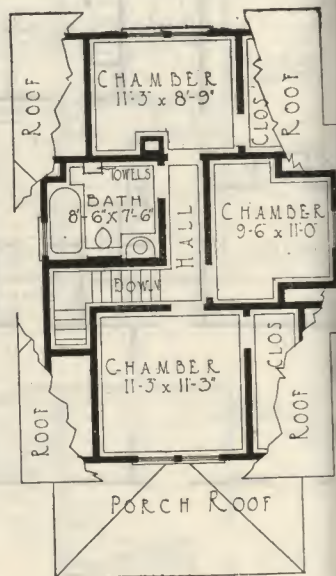 CHAMBER
11'-3" x 8'-9"
ROOF
CLOS
ROOF
TOWELS
BATH
8'-6" x 7'-6"
CHAMBER
9'-6" x 11'-0"
HALL
DOWN
CHAMBER
11'-3" x 11'-3"
CLOS
ROOF
ROOF
PORCH ROOF